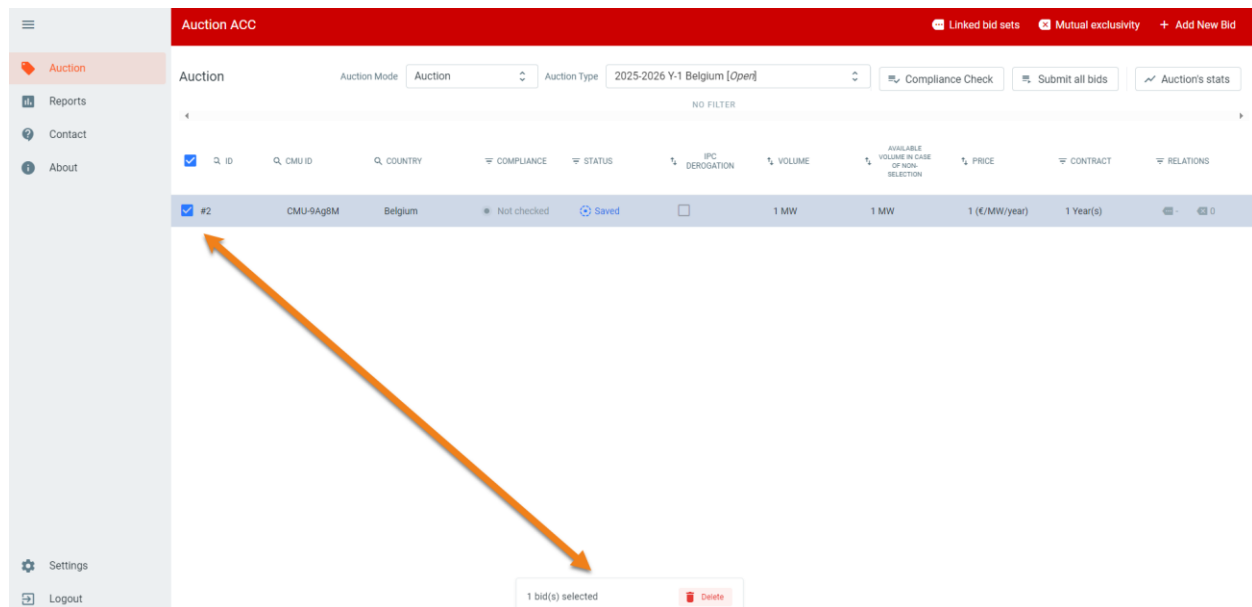 Auction ACC
Linked bid sets
Mutual exclusivity
+ Add New Bid
Auction
Reports
Contact
About
Settings
Logout
Auction
Auction Mode
Auction
Auction Type
2025-2026 Y-1 Belgium [Open]
Compliance Check
Submit all bids
Auction's stats
NO FILTER
ID
CMU ID
COUNTRY
COMPLIANCE
STATUS
IPC
DEROGATION
VOLUME
AVAILABLE
VOLUME IN CASE
OF NON-
SELECTION
PRICE
CONTRACT
RELATIONS
#2
CMU-9Ag8M
Belgium
Not checked
Saved
1 MW
1 MW
1 (€/MW/year)
1 Year(s)
-
0
1 bid(s) selected
Delete